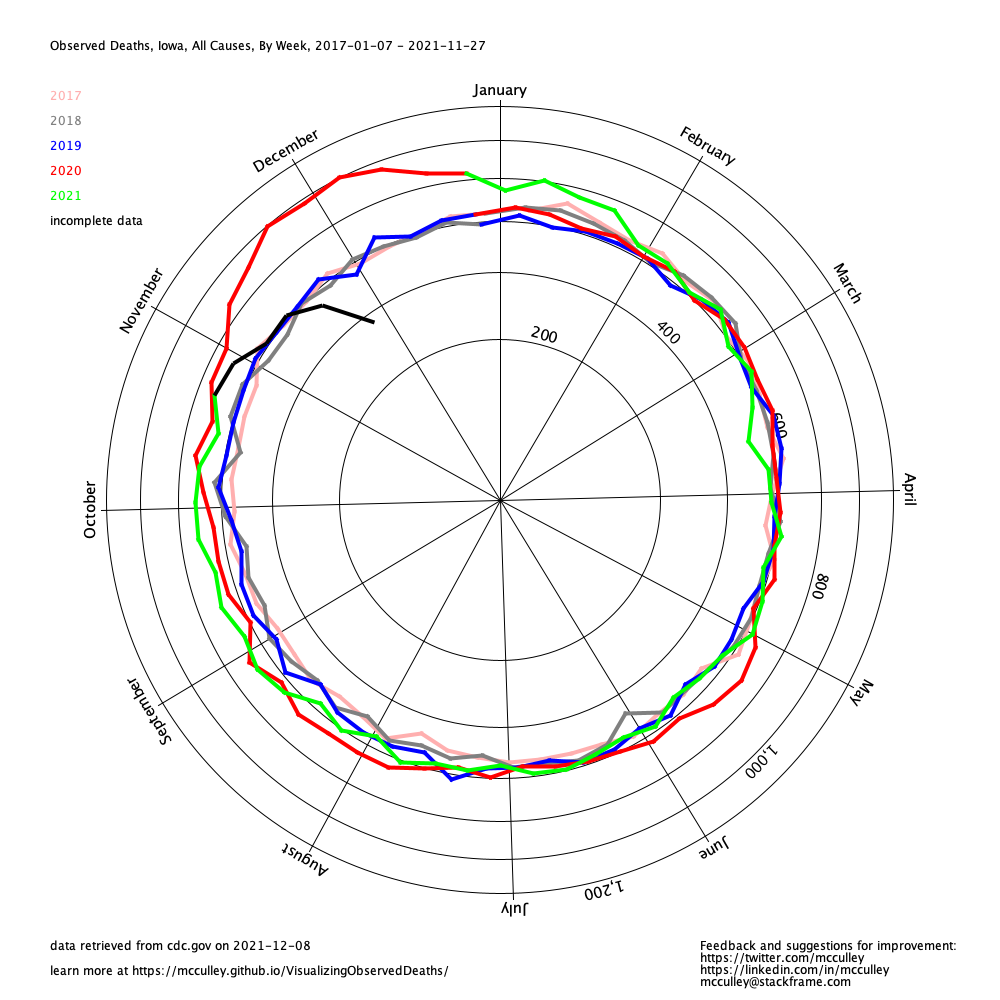 Observed Deaths, Iowa, All Causes, By Week, 2017-01-07 - 2021-11-27
2017
2018
2019
2020
2021
incomplete data
January
February
March
April
May
June
July
August
September
October
November
December
200
400
600
800
1,000
1,200
data retrieved from cdc.gov on 2021-12-08
learn more at https://mcculley.github.io/VisualizingObservedDeaths/
Feedback and suggestions for improvement:
https://twitter.com/mcculley
https://linkedin.com/in/mcculley
mcculley@stackframe.com